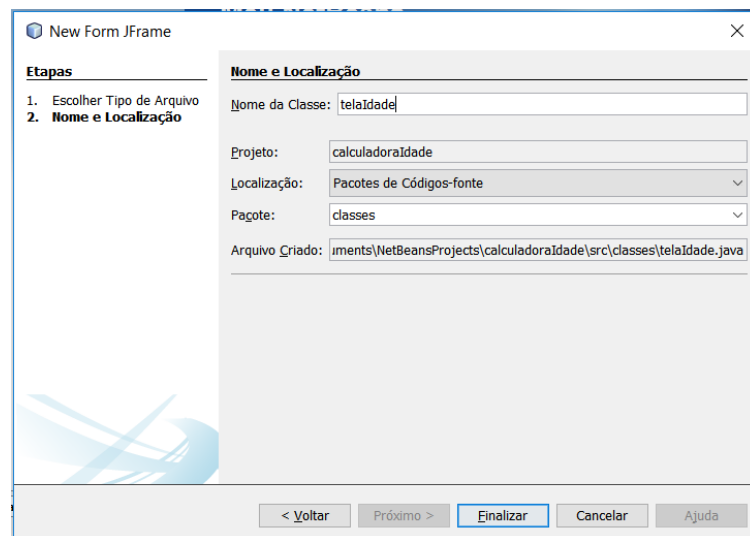 New Form JFrame
Etapas
1. Escolher Tipo de Arquivo
2. Nome e Localização
Nome e Localização
Nome da Classe: telaIdade
Projeto: calculadoraIdade
Localização: Pacotes de Códigos-fonte
Pacote: classes
Arquivo Criado: uments\NetBeansProjects\calculadoraIdade\src\classes\telaIdade.java
< Voltar Próximo > Finalizar Cancelar Ajuda